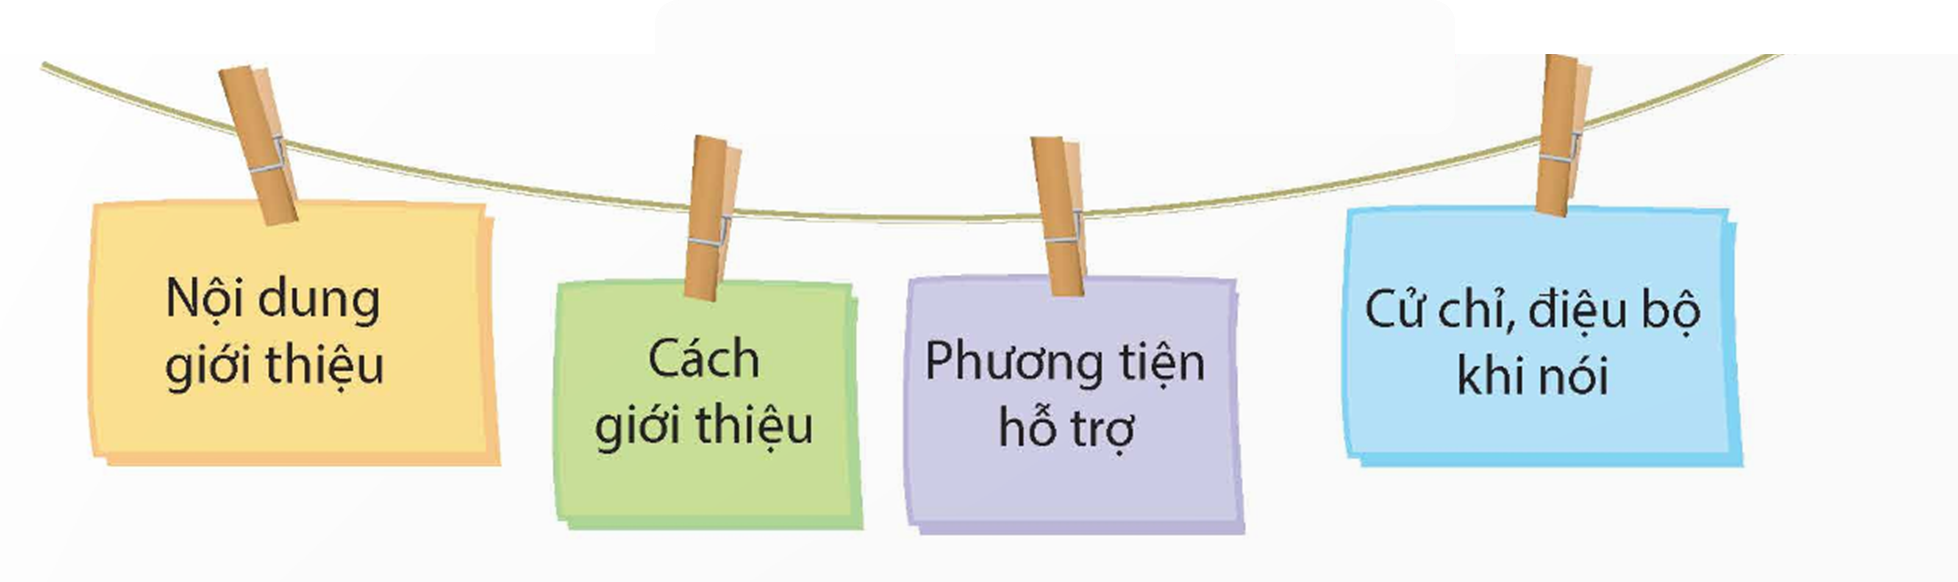 Nội dung
giới thiệu
Cách
giới thiệu
Phương tiện
hỗ trợ
Cử chỉ, điệu bộ
khi nói